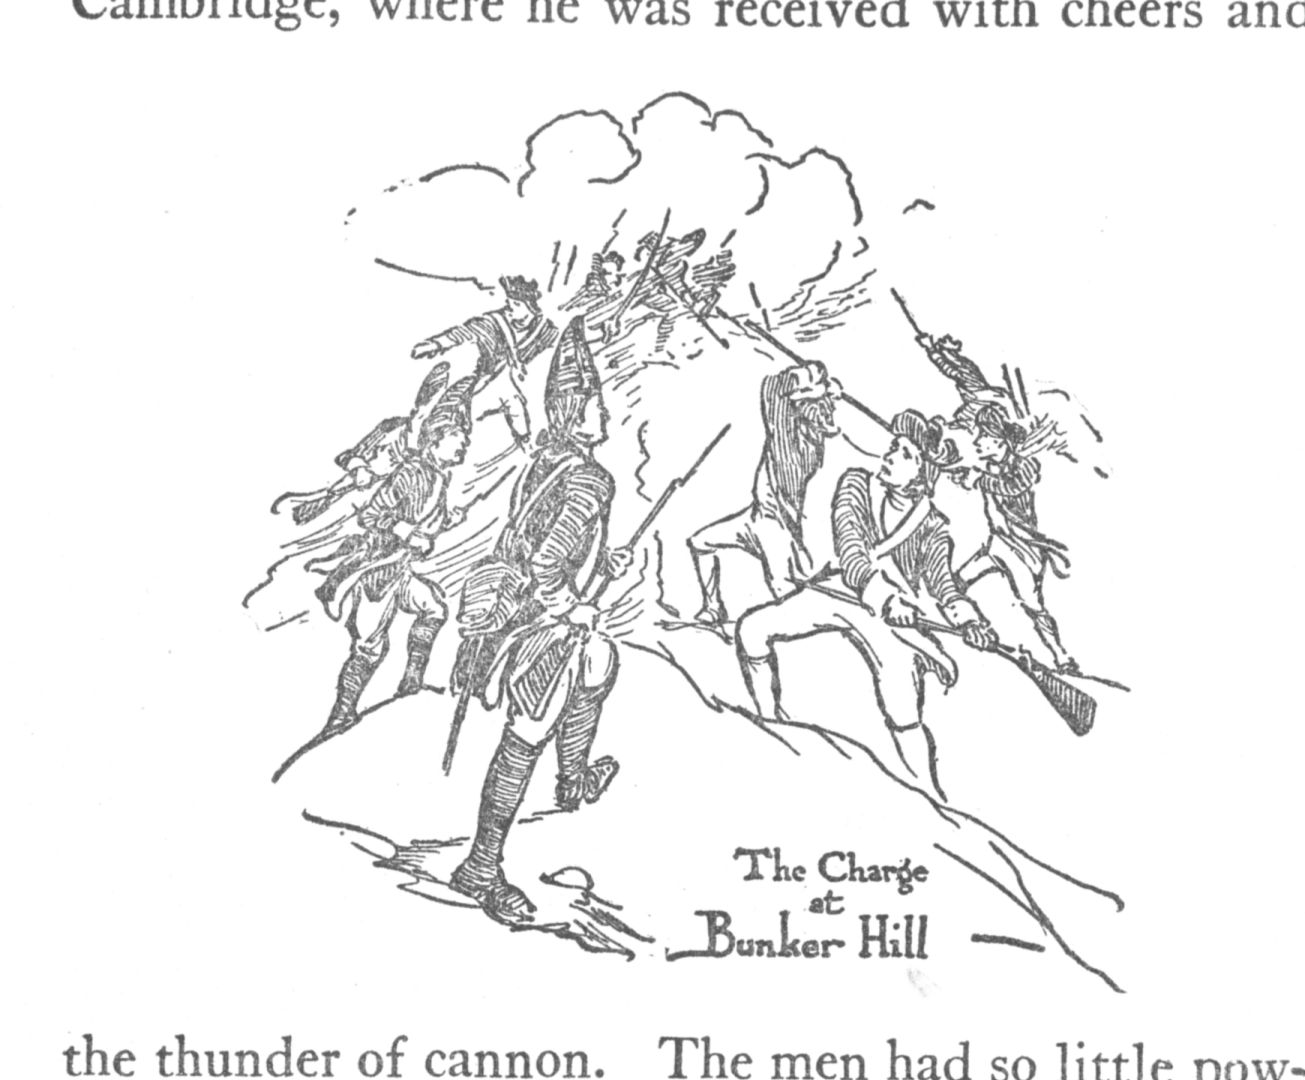 Cambridge, where he was received with cheers and
The Charge
at
Bunker Hill
the thunder of cannon. The men had so little pow-